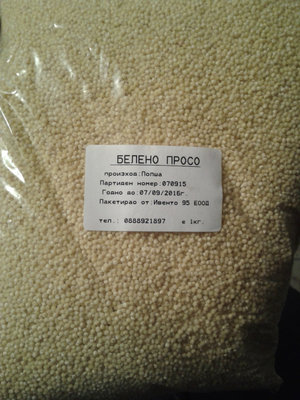 БЕЛЕНО ПРОСО
произход:Полша
Партиден номер:070915
Годно до:07/09/2016г.
Пакетирао от:Ивенто 95 ЕООД
тел.: 0888921897 е 1кг.